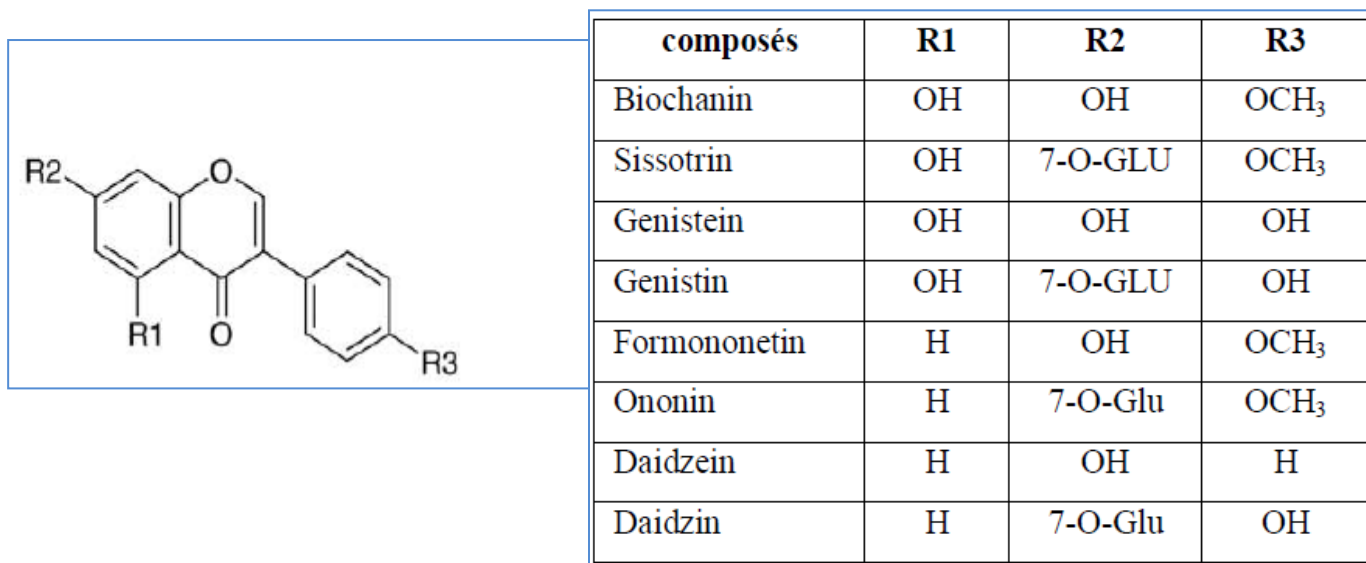 R2
O
R1
O
R3
composés R1 R2 R3
Biochanin OH OH OCH₃
Sissotrin OH 7-O-GLU OCH₃
Genistein OH OH OH
Genistin OH 7-O-GLU OH
Formononetin H OH OCH₃
Ononin H 7-O-Glu OCH₃
Daidzein H OH H
Daidzin H 7-O-Glu OH